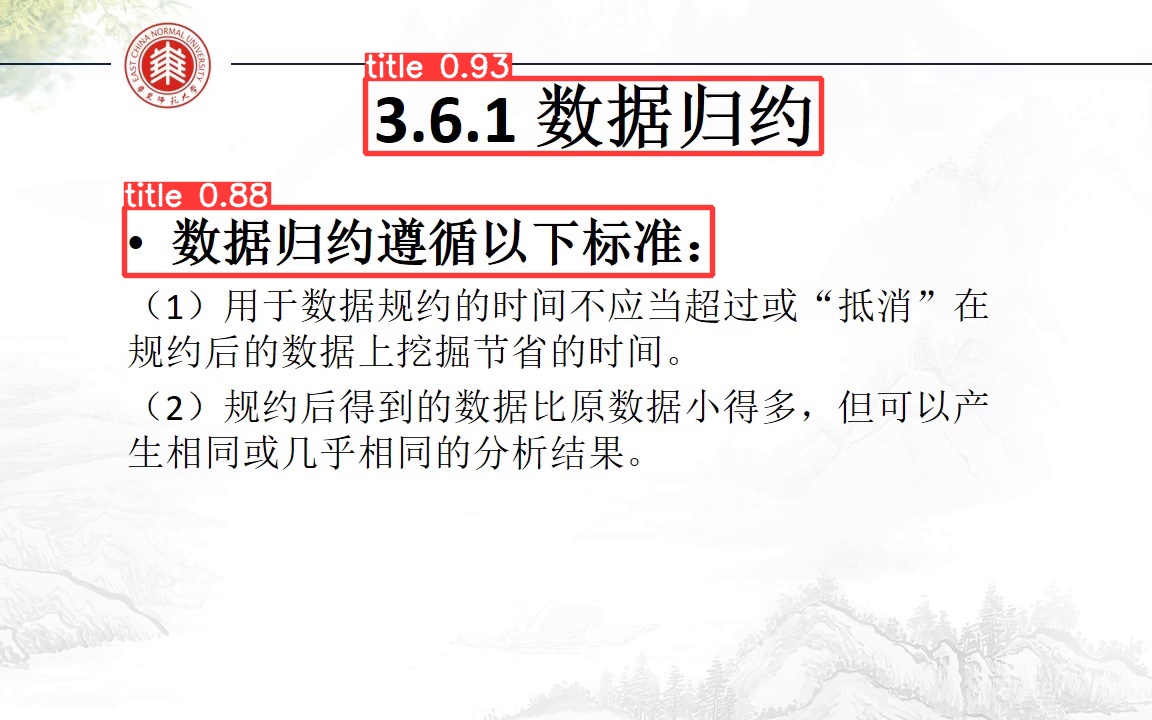 EAST CHINA NORMAL UNIVERSITY
华东师范大学
title 0.93
3.6.1 数据归约
title 0.88
• 数据归约遵循以下标准：
（1）用于数据规约的时间不应当超过或“抵消”在
规约后的数据上挖掘节省的时间。
（2）规约后得到的数据比原数据小得多，但可以产
生相同或几乎相同的分析结果。